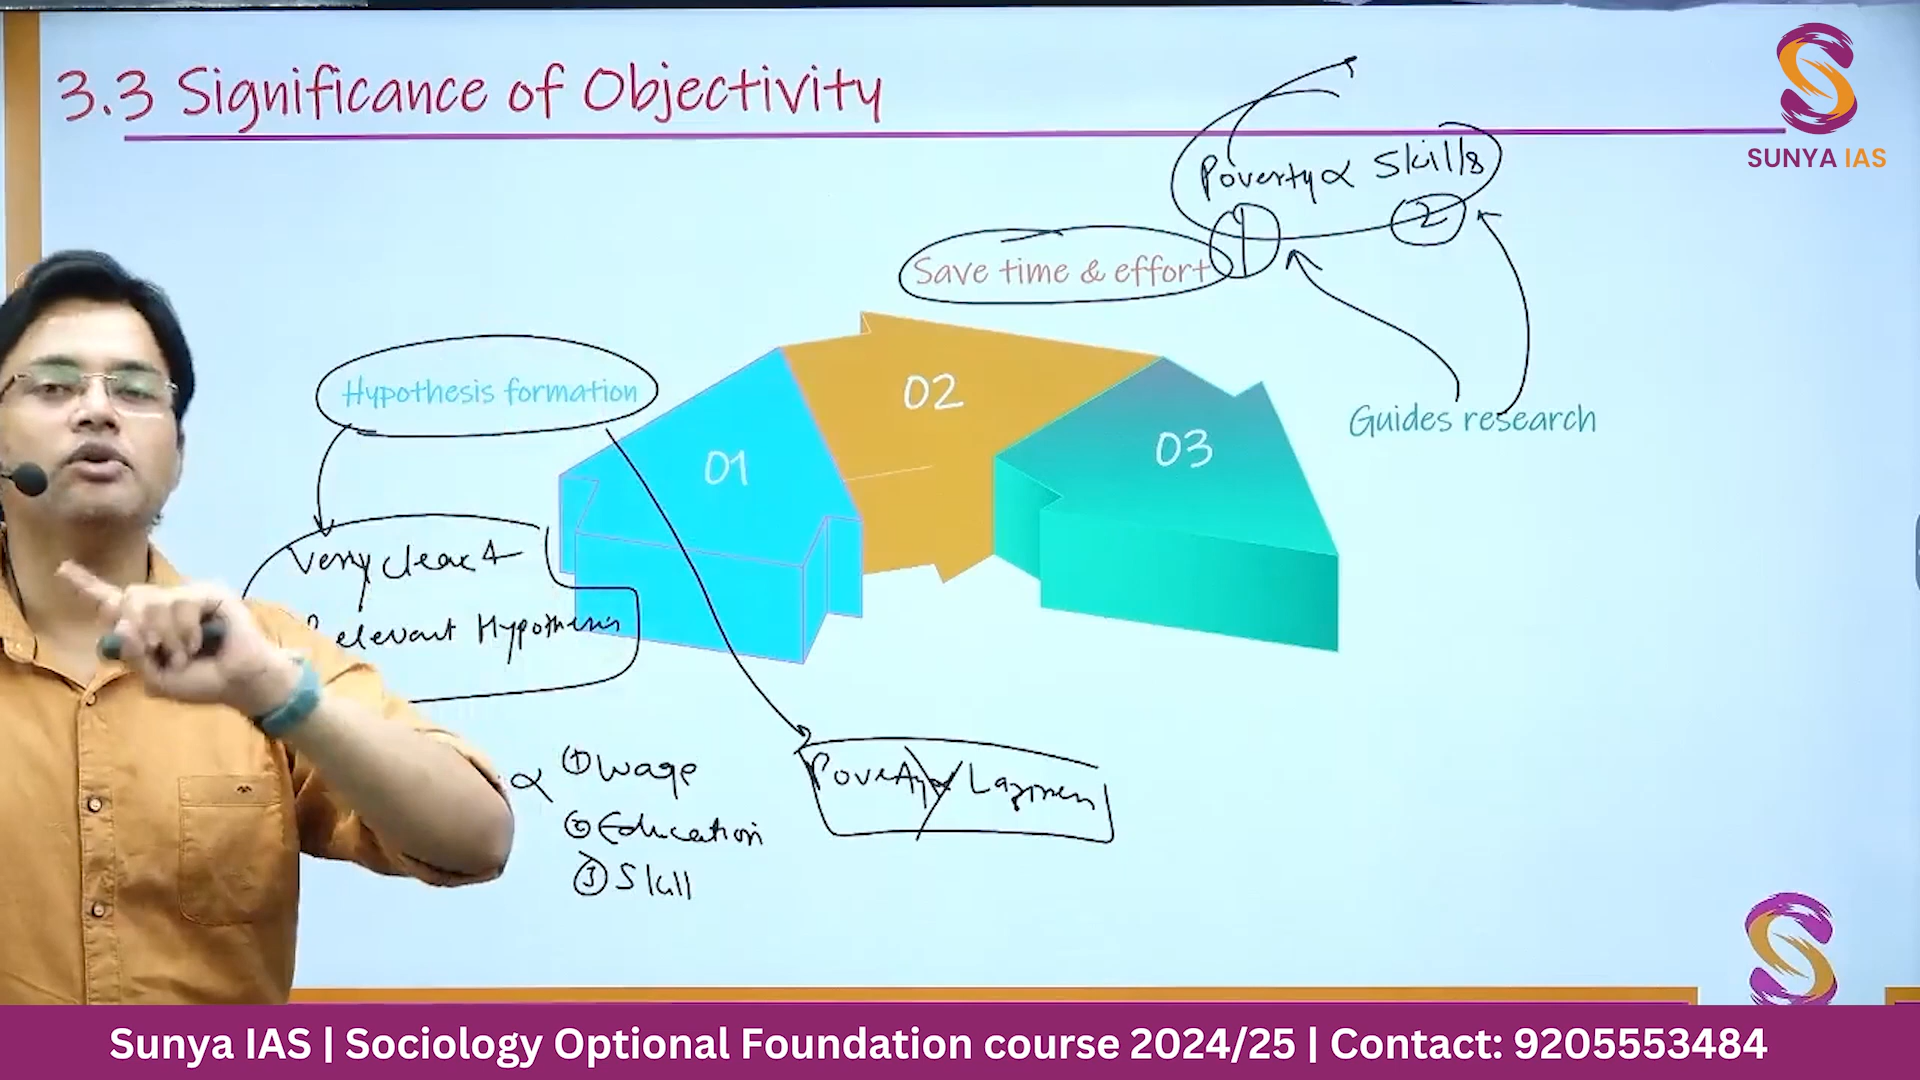 3.3 Significance of Objectivity
SUNYA IAS
Poverty ∝ Skills
1
2
Save time & effort
Hypothesis formation
02
Guides research
03
01
Very clear &
Relevant Hypothesis
∝ ① Wage
② Education
③ Skill
Poverty ∝ Laziness
Sunya IAS | Sociology Optional Foundation course 2024/25 | Contact: 9205553484